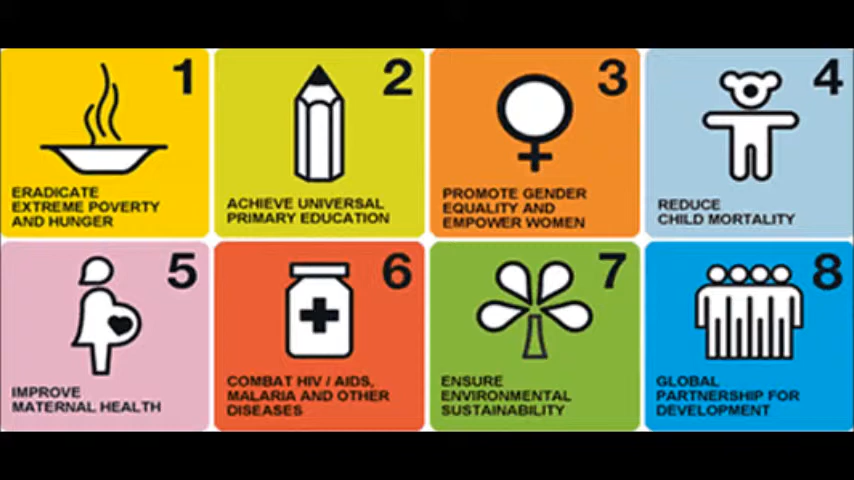 1
ERADICATE
EXTREME POVERTY
AND HUNGER
2
ACHIEVE UNIVERSAL
PRIMARY EDUCATION
3
PROMOTE GENDER
EQUALITY AND
EMPOWER WOMEN
4
REDUCE
CHILD MORTALITY
5
IMPROVE
MATERNAL HEALTH
6
COMBAT HIV / AIDS,
MALARIA AND OTHER
DISEASES
7
ENSURE
ENVIRONMENTAL
SUSTAINABILITY
8
GLOBAL
PARTNERSHIP FOR
DEVELOPMENT